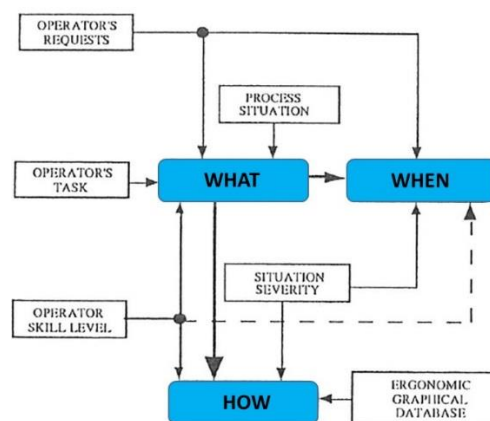 OPERATOR'S
REQUESTS
PROCESS
SITUATION
OPERATOR'S
TASK
WHAT
WHEN
SITUATION
SEVERITY
OPERATOR
SKILL LEVEL
HOW
ERGONOMIC
GRAPHICAL
DATABASE